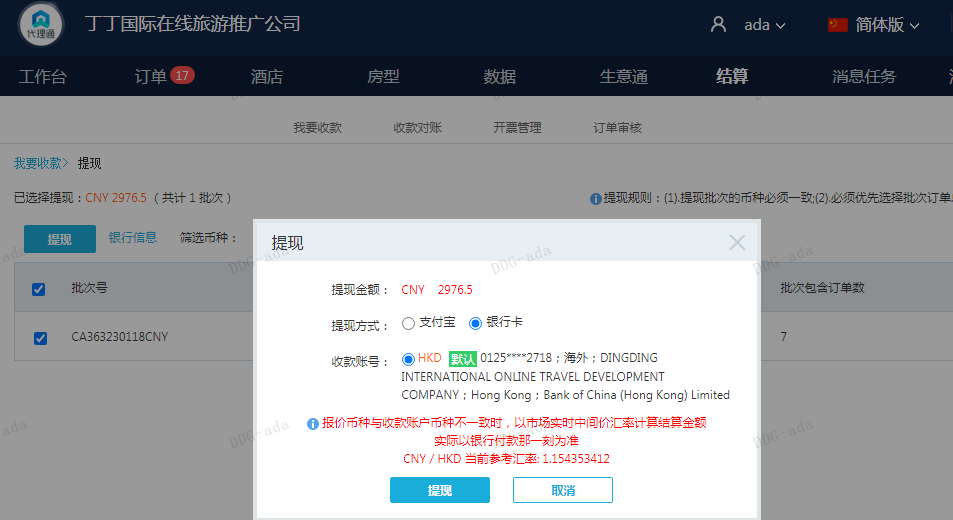 代理通
丁丁国际在线旅游推广公司
ada
简体版
工作台
订单 17
酒店
房型
数据
生意通
结算
消息任务
我要收款
收款对账
开票管理
订单审核
我要收款> 提现
已选择提现：CNY 2976.5 （ 共计 1 批次 ）
提现规则：(1).提现批次的币种必须一致;(2).必须优先选择批次订单
提现
银行信息
筛选币种：
批次号
批次包含订单数
CA363230118CNY
7
提现
提现金额： CNY 2976.5
提现方式： 支付宝 银行卡
收款账号： HKD 默认 0125****2718；海外；DINGDING
INTERNATIONAL ONLINE TRAVEL DEVELOPMENT
COMPANY；Hong Kong；Bank of China (Hong Kong) Limited
报价币种与收款账户币种不一致时，以市场实时中间价汇率计算结算金额
实际以银行付款那一刻为准
CNY / HKD 当前参考汇率: 1.154353412
提现
取消
DDG-ada
DDG-ada
DDG-ada
DDG-ada
DDG-ada